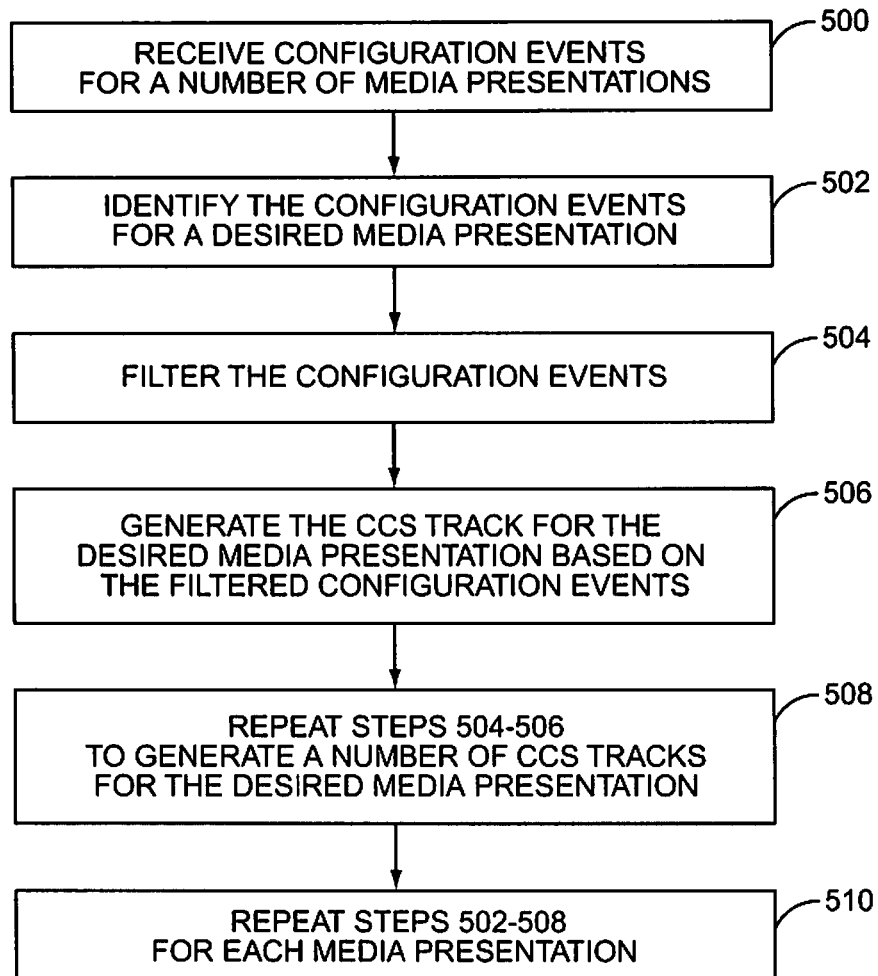 500
RECEIVE CONFIGURATION EVENTS
FOR A NUMBER OF MEDIA PRESENTATIONS
502
IDENTIFY THE CONFIGURATION EVENTS
FOR A DESIRED MEDIA PRESENTATION
504
FILTER THE CONFIGURATION EVENTS
506
GENERATE THE CCS TRACK FOR THE
DESIRED MEDIA PRESENTATION BASED ON
THE FILTERED CONFIGURATION EVENTS
508
REPEAT STEPS 504-506
TO GENERATE A NUMBER OF CCS TRACKS
FOR THE DESIRED MEDIA PRESENTATION
510
REPEAT STEPS 502-508
FOR EACH MEDIA PRESENTATION